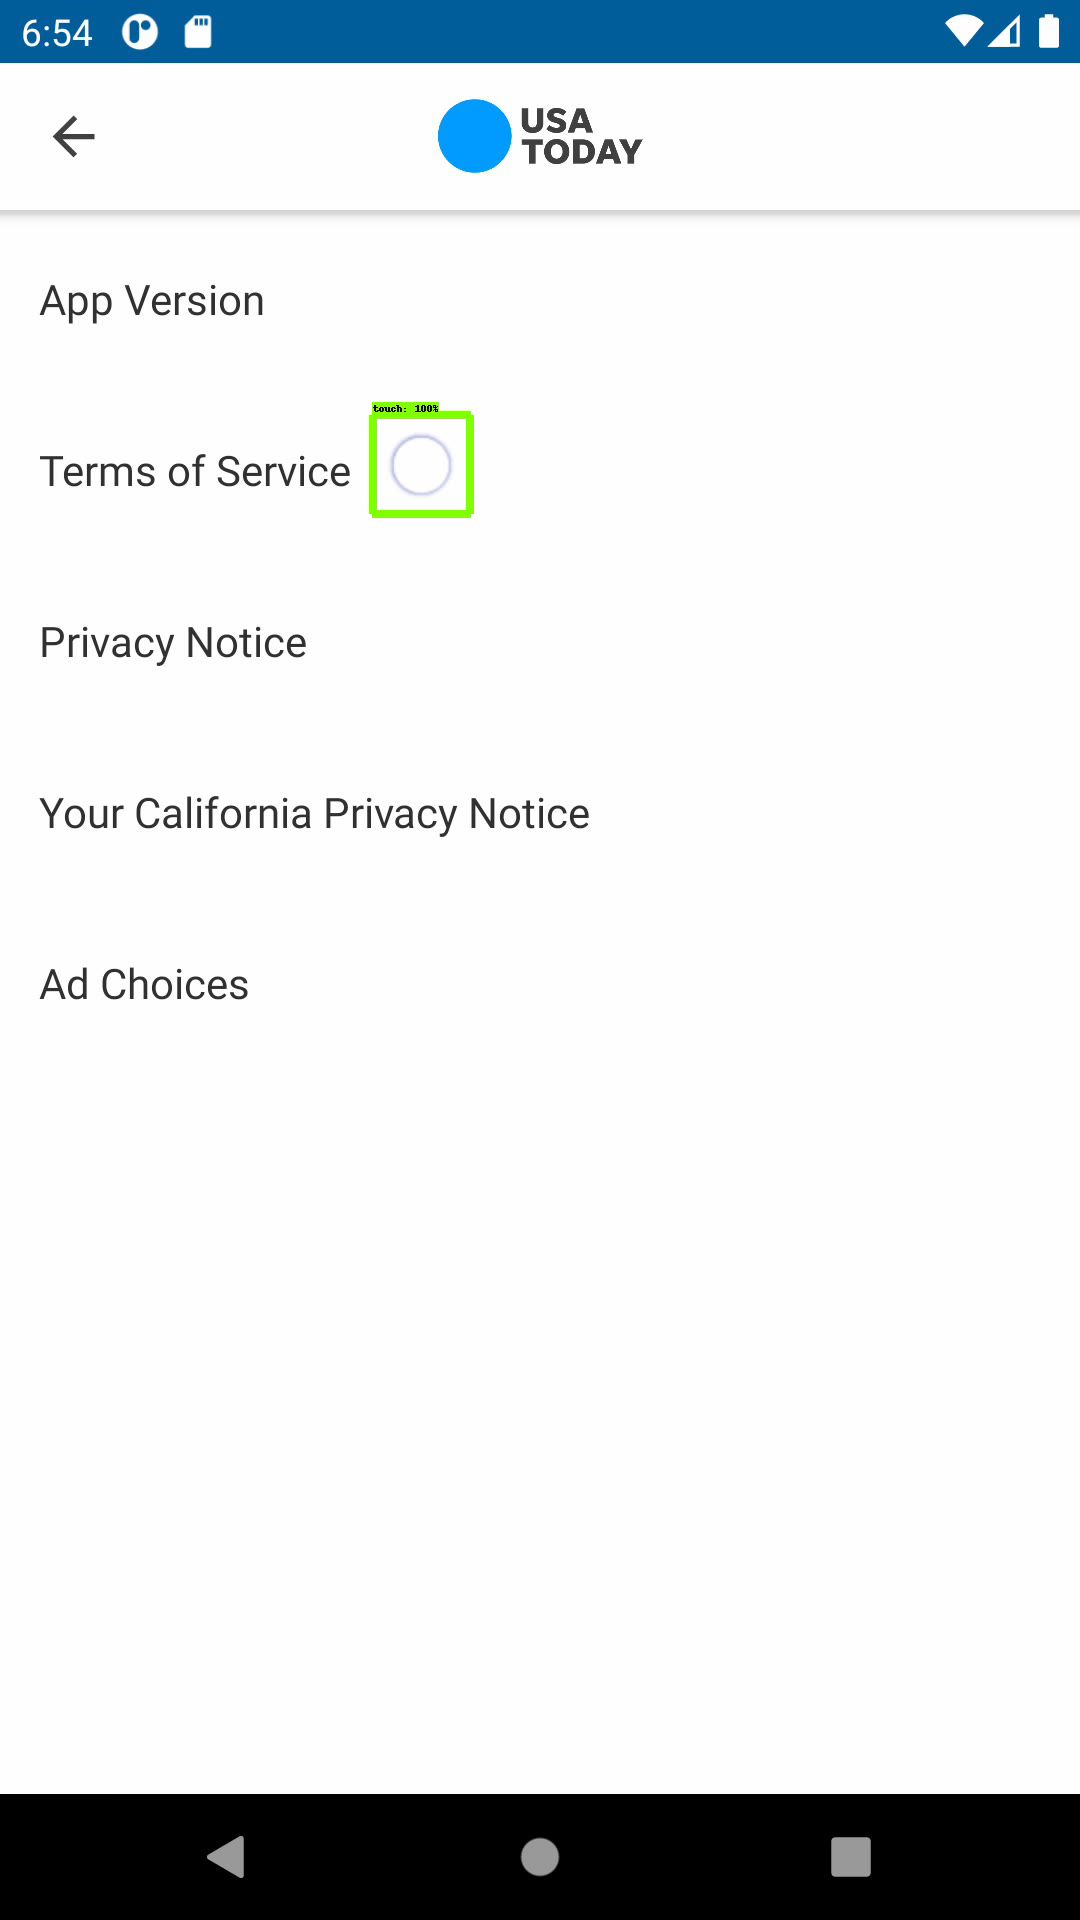 6:54
USA
TODAY
App Version
touch: 100%
Terms of Service
Privacy Notice
Your California Privacy Notice
Ad Choices